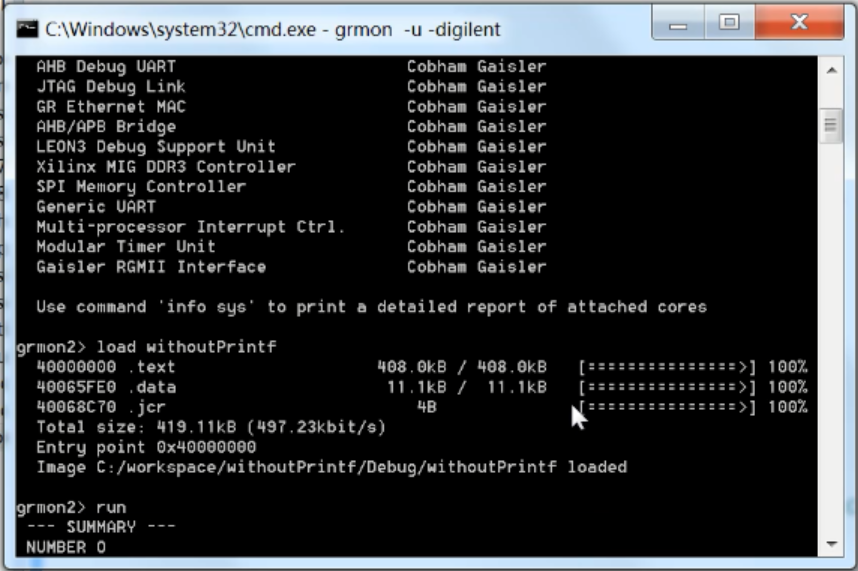 C:\Windows\system32\cmd.exe - grmon -u -digilent
AHB Debug UART Cobham Gaisler
JTAG Debug Link Cobham Gaisler
GR Ethernet MAC Cobham Gaisler
AHB/APB Bridge Cobham Gaisler
LEON3 Debug Support Unit Cobham Gaisler
Xilinx MIG DDR3 Controller Cobham Gaisler
SPI Memory Controller Cobham Gaisler
Generic UART Cobham Gaisler
Multi-processor Interrupt Ctrl. Cobham Gaisler
Modular Timer Unit Cobham Gaisler
Gaisler RGMII Interface Cobham Gaisler
Use command 'info sys' to print a detailed report of attached cores
grmon2> load withoutPrintf
40000000 .text 408.0kB / 408.0kB [===============>] 100%
40065FE0 .data 11.1kB / 11.1kB [===============>] 100%
40068C70 .jcr 4B [===============>] 100%
Total size: 419.11kB (497.23kbit/s)
Entry point 0x40000000
Image C:/workspace/withoutPrintf/Debug/withoutPrintf loaded
grmon2> run
--- SUMMARY ---
NUMBER 0